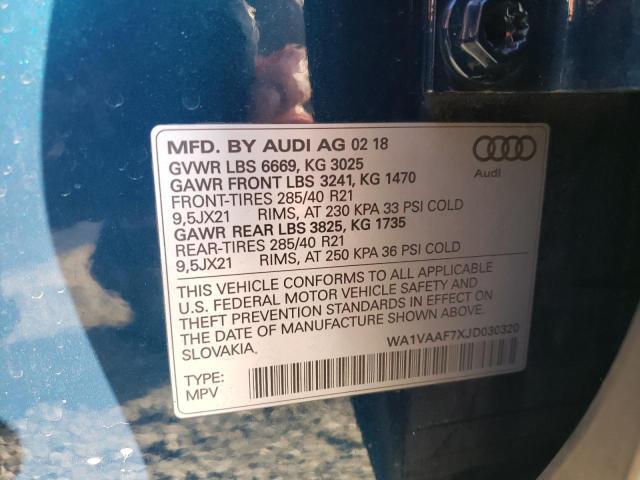 MFD. BY AUDI AG 02 18
GVWR LBS 6669, KG 3025
GAWR FRONT LBS 3241, KG 1470
FRONT-TIRES 285/40 R21
9,5JX21 RIMS, AT 230 KPA 33 PSI COLD
GAWR REAR LBS 3825, KG 1735
REAR-TIRES 285/40 R21
9,5JX21 RIMS, AT 250 KPA 36 PSI COLD
Audi
THIS VEHICLE CONFORMS TO ALL APPLICABLE
U.S. FEDERAL MOTOR VEHICLE SAFETY AND
THEFT PREVENTION STANDARDS IN EFFECT ON
THE DATE OF MANUFACTURE SHOWN ABOVE.
SLOVAKIA.
WA1VAAF7XJD030320
TYPE:
MPV